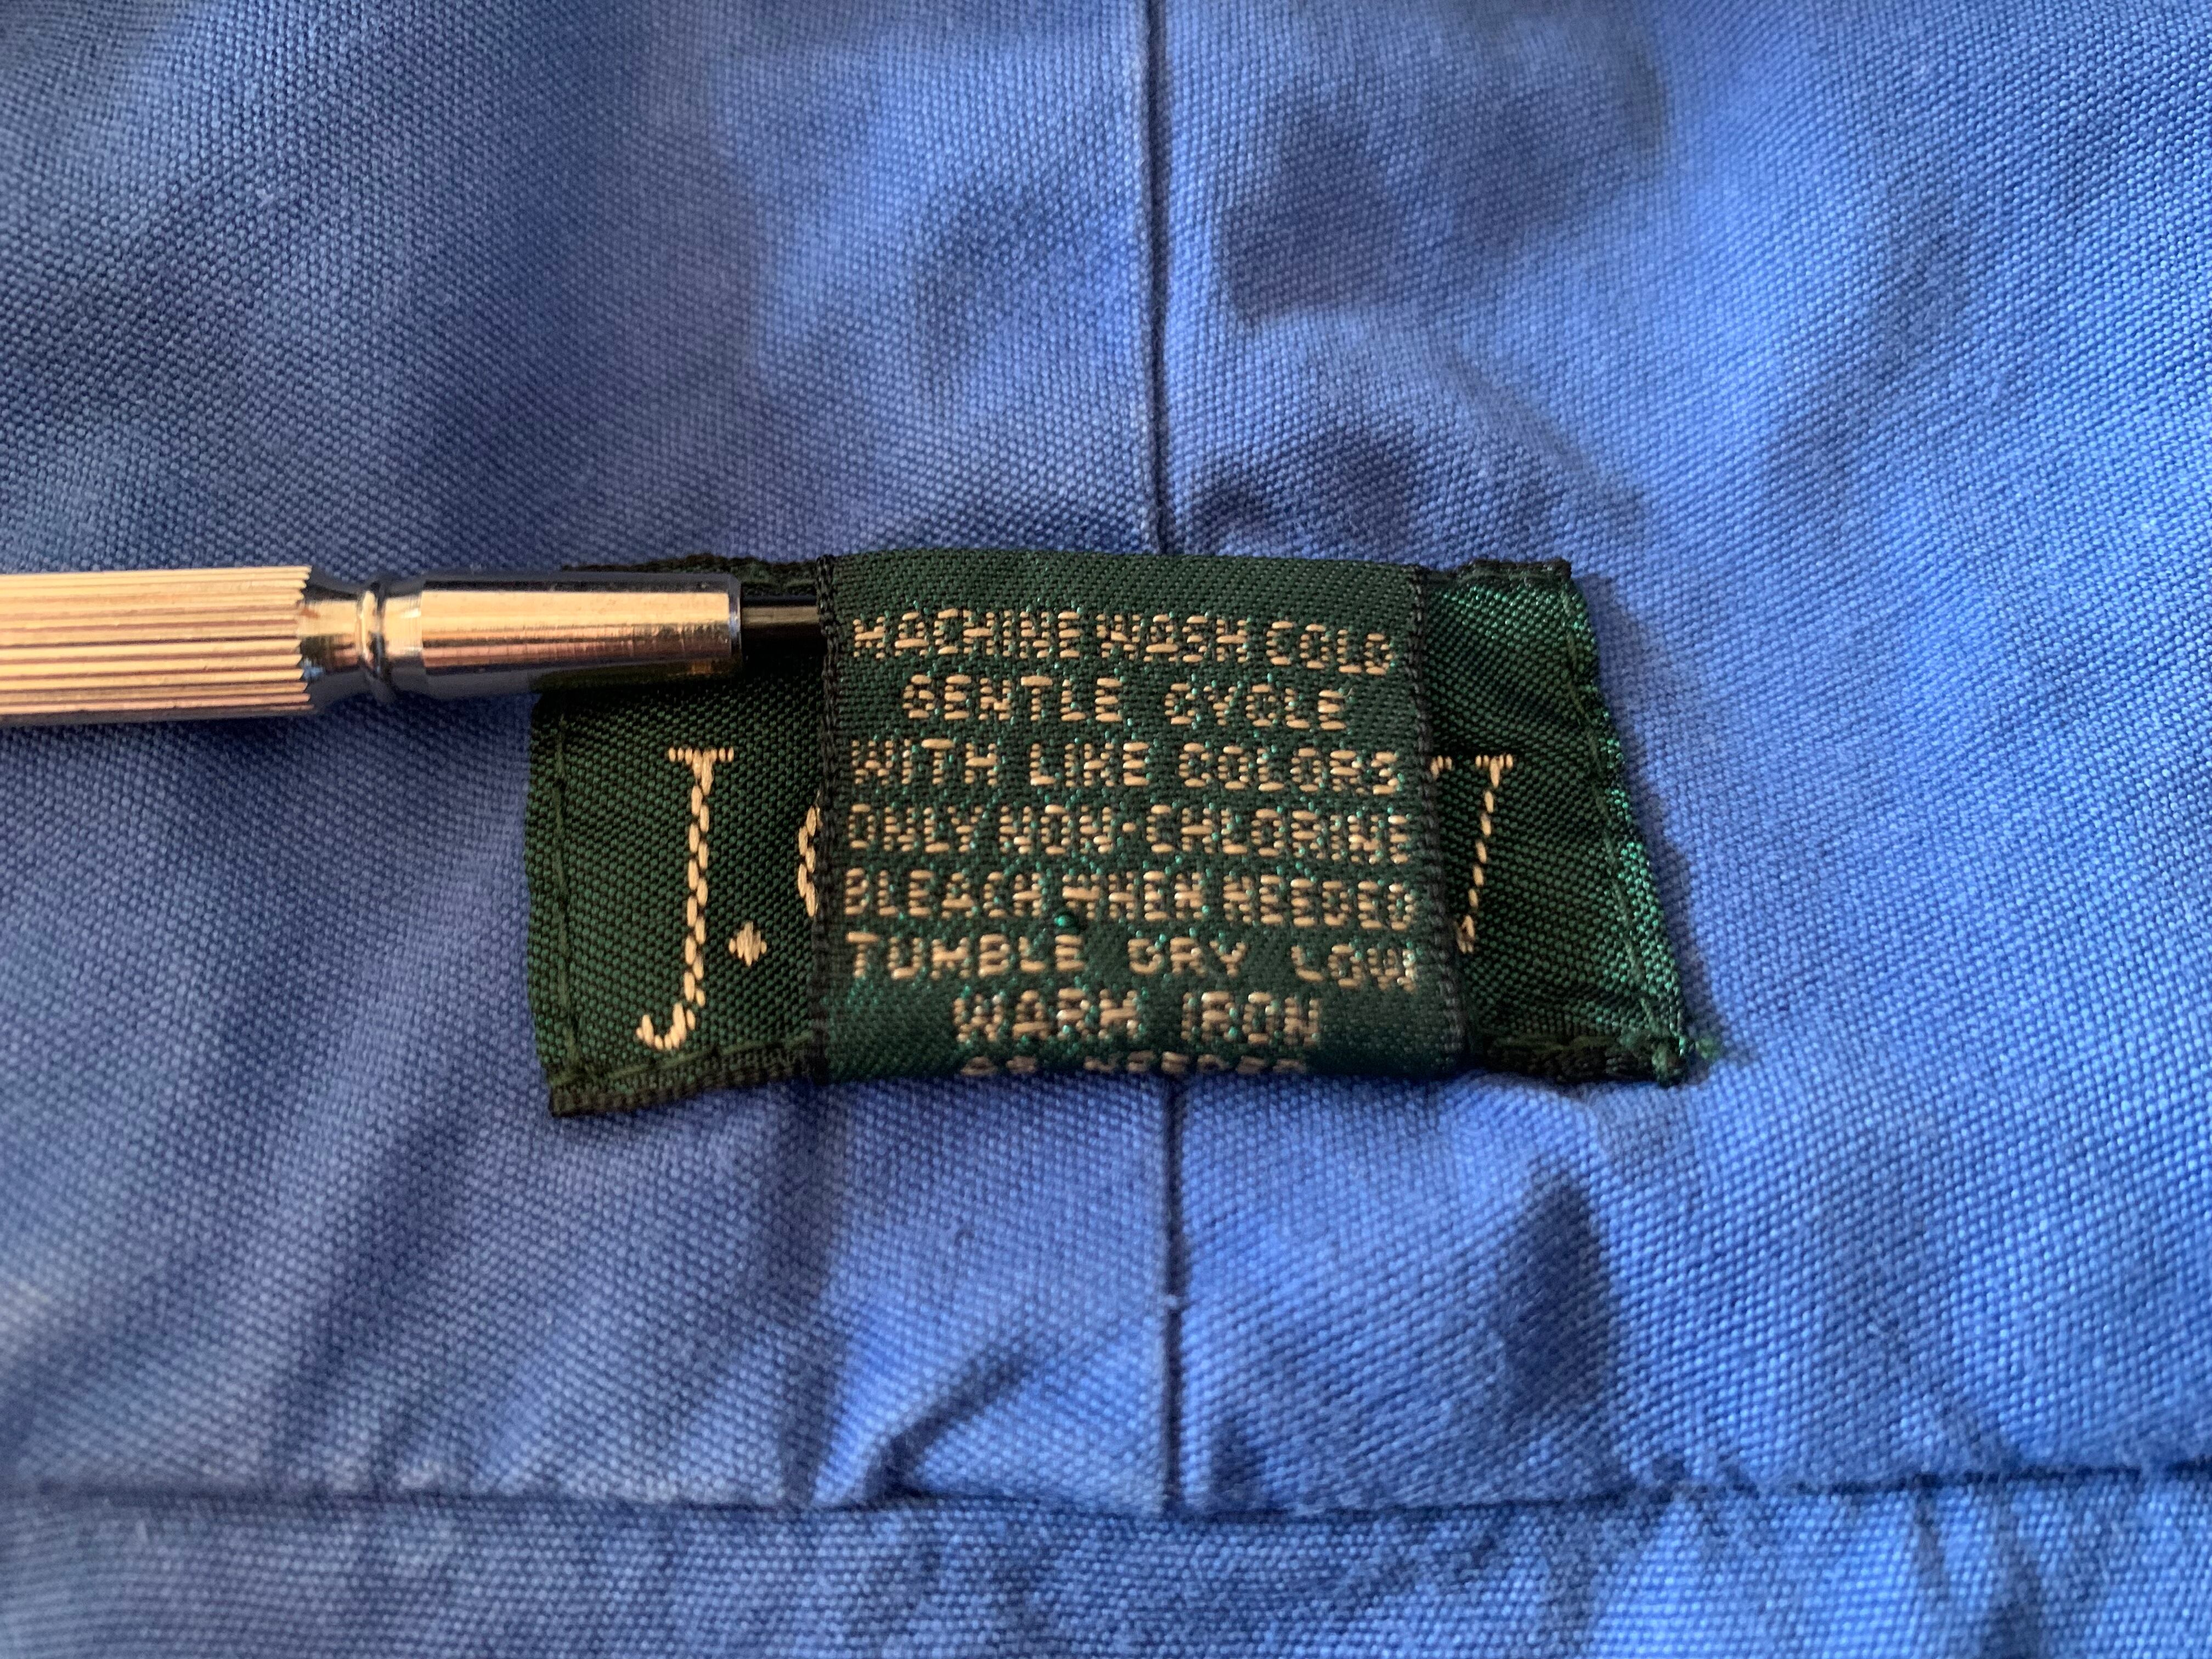 MACHINE WASH COLD
GENTLE CYCLE
WITH LIKE COLORS
ONLY NON-CHLORINE
BLEACH WHEN NEEDED
TUMBLE DRY LOW
WARM IRON
J.